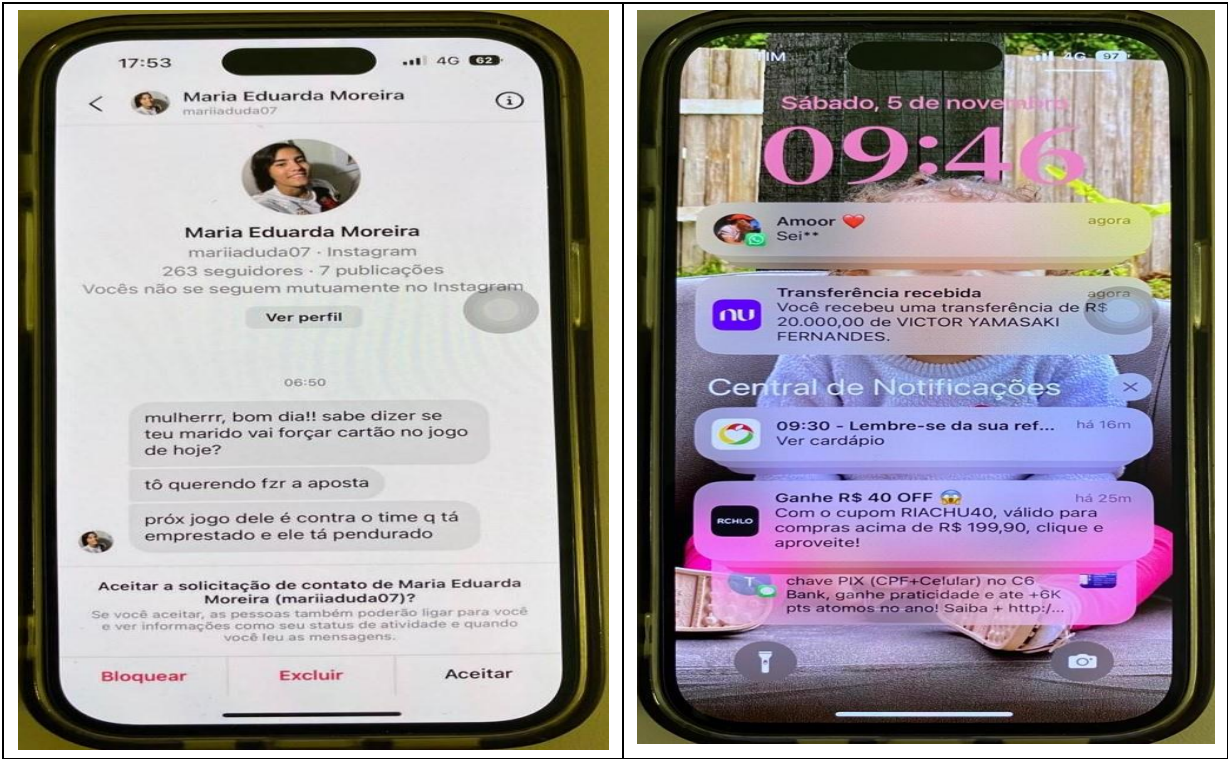 17:53
4G 62
Maria Eduarda Moreira
mariiaduda07
Maria Eduarda Moreira
mariiaduda07 · Instagram
263 seguidores · 7 publicações
Vocês não se seguem mutuamente no Instagram
Ver perfil
06:50
mulherrr, bom dia!! sabe dizer se
teu marido vai forçar cartão no jogo
de hoje?
tô querendo fzr a aposta
próx jogo dele é contra o time q tá
emprestado e ele tá pendurado
Aceitar a solicitação de contato de Maria Eduarda
Moreira (mariiaduda07)?
Se você aceitar, as pessoas também poderão ligar para você
e ver informações como seu status de atividade e quando
você leu as mensagens.
Bloquear Excluir Aceitar
TIM 4G 97
Sábado, 5 de novembro
09:46
Amoor ❤️ agora
Sei**
Transferência recebida agora
nu
Você recebeu uma transferência de R$
20.000,00 de VICTOR YAMASAKI
FERNANDES.
Central de Notificações
09:30 - Lembre-se da sua ref... há 16m
Ver cardápio
Ganhe R$ 40 OFF 😱 há 25m
RCHLO
Com o cupom RIACHU40, válido para
compras acima de R$ 199,90, clique e
aproveite!
T
chave PIX (CPF+Celular) no C6
Bank, ganhe praticidade e ate +6K
pts atomos no ano! Saiba + http:/...